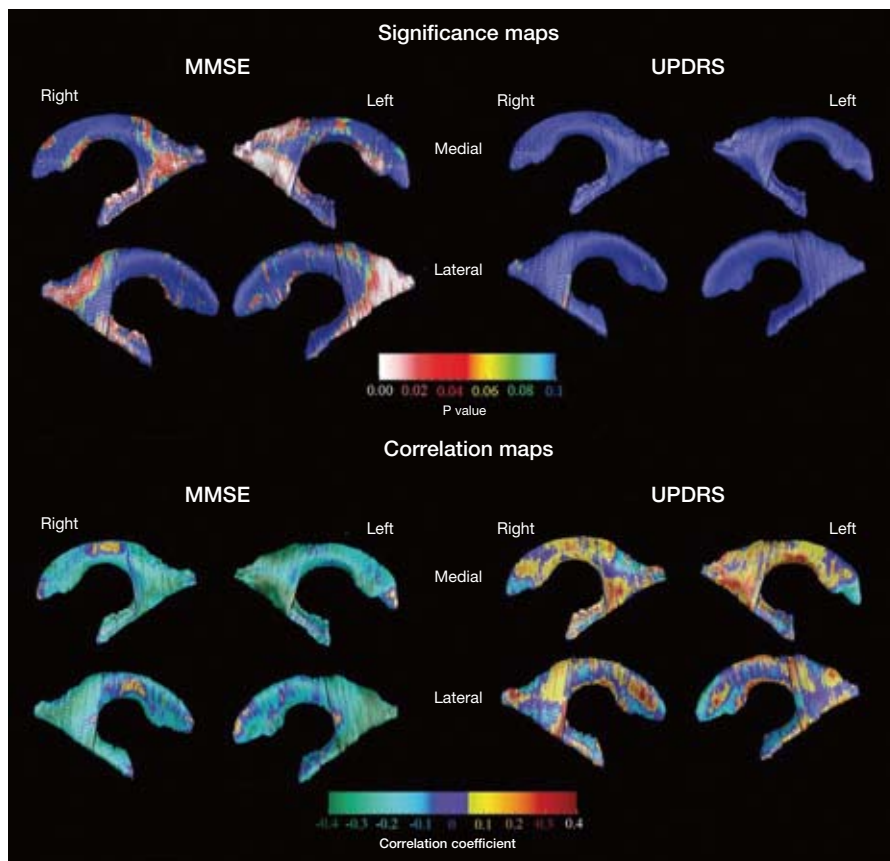 Significance maps
MMSE UPDRS
Right Left Right Left
Medial
Lateral
0.00 0.02 0.04 0.06 0.08 0.1
P value
Correlation maps
MMSE UPDRS
Right Left Right Left
Medial
Lateral
-0.4 -0.3 -0.2 -0.1 0 0.1 0.2 0.3 0.4
Correlation coefficient